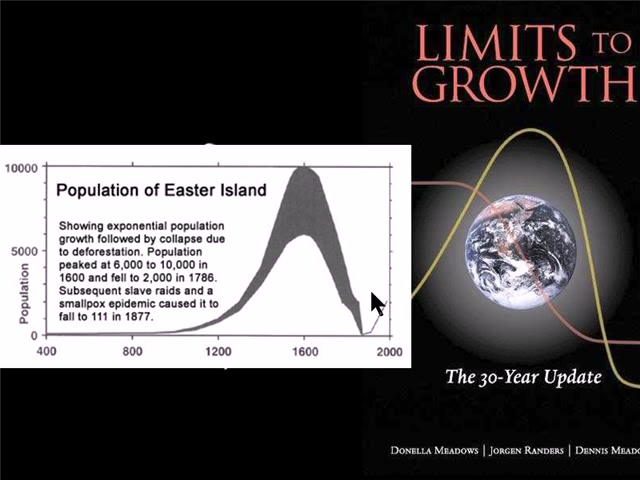 LIMITS TO
GROWTH
10000
5000
0
Population
Population of Easter Island
Showing exponential population
growth followed by collapse due
to deforestation. Population
peaked at 6,000 to 10,000 in
1600 and fell to 2,000 in 1786.
Subsequent slave raids and a
smallpox epidemic caused it to
fall to 111 in 1877.
400 800 1200 1600 2000
The 30-Year Update
DONELLA MEADOWS | JORGEN RANDERS | DENNIS MEADO